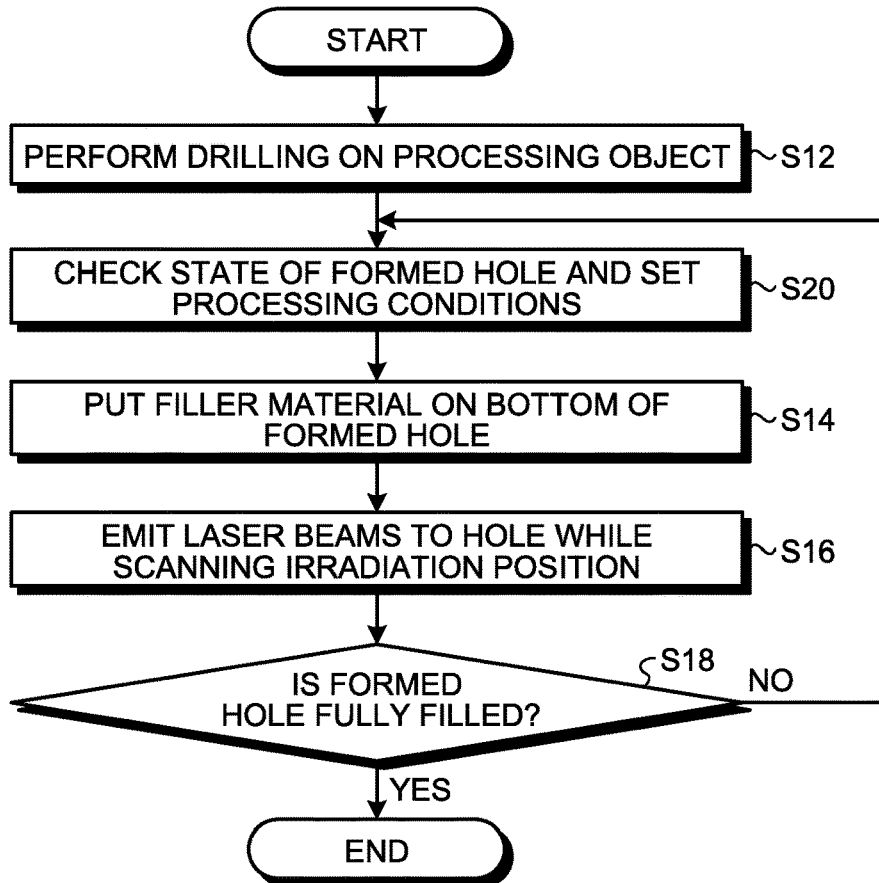 START
PERFORM DRILLING ON PROCESSING OBJECT
S12
CHECK STATE OF FORMED HOLE AND SET
PROCESSING CONDITIONS
S20
PUT FILLER MATERIAL ON BOTTOM OF
FORMED HOLE
S14
EMIT LASER BEAMS TO HOLE WHILE
SCANNING IRRADIATION POSITION
S16
S18
IS FORMED
HOLE FULLY FILLED?
NO
YES
END